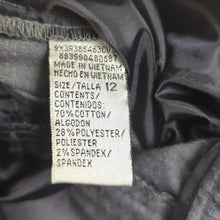 MADE IN VIETNAM
HECHO EN VIETNAM
SIZE/TALLA 12
CONTENTS/
CONTENIDOS:
70% COTTON/
ALGODON
28% POLYESTER/
POLIESTER
2% SPANDEX/
SPANDEX